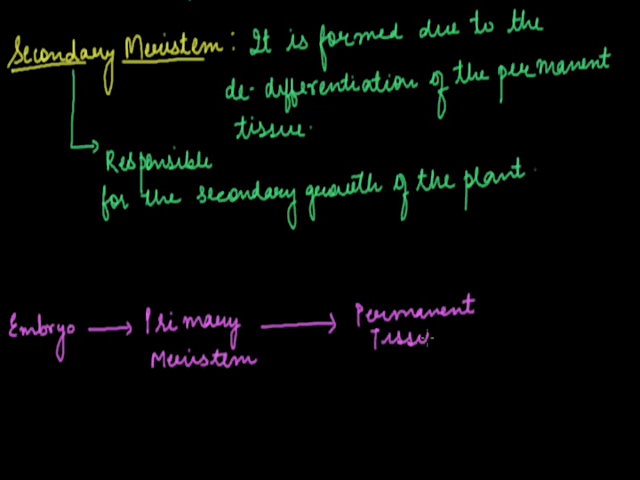 Secondary Meristem : It is formed due to the
de-differentiation of the permanent
tissue.
Responsible
for the secondary growth of the plant.
Embryo → Primary → Permanent
Meristem Tissu